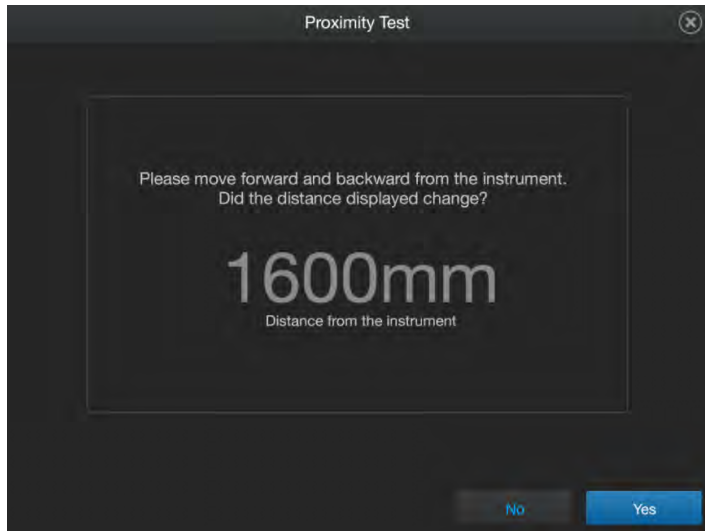 Proximity Test
Please move forward and backward from the instrument.
Did the distance displayed change?
1600mm
Distance from the instrument
No
Yes